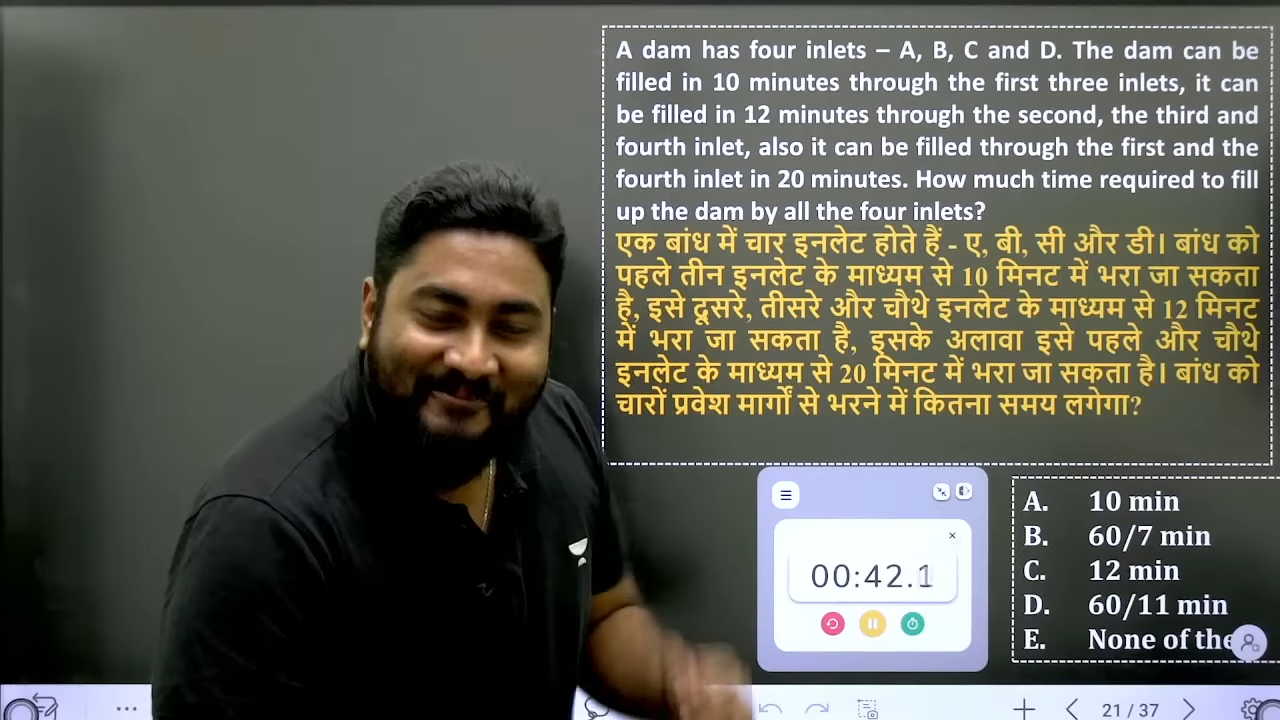 A dam has four inlets – A, B, C and D. The dam can be
filled in 10 minutes through the first three inlets, it can
be filled in 12 minutes through the second, the third and
fourth inlet, also it can be filled through the first and the
fourth inlet in 20 minutes. How much time required to fill
up the dam by all the four inlets?
एक बांध में चार इनलेट होते हैं - ए, बी, सी और डी। बांध को
पहले तीन इनलेट के माध्यम से 10 मिनट में भरा जा सकता
है, इसे दूसरे, तीसरे और चौथे इनलेट के माध्यम से 12 मिनट
में भरा जा सकता है, इसके अलावा इसे पहले और चौथे
इनलेट के माध्यम से 20 मिनट में भरा जा सकता है। बांध को
चारों प्रवेश मार्गों से भरने में कितना समय लगेगा?
00:42.1
A. 10 min
B. 60/7 min
C. 12 min
D. 60/11 min
E. None of the
21 / 37